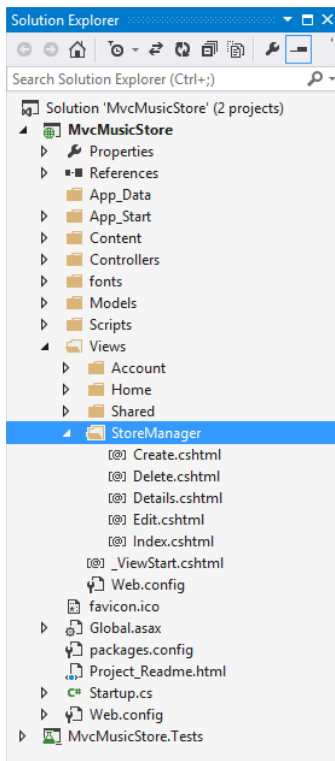 Solution Explorer
Search Solution Explorer (Ctrl+;)
Solution 'MvcMusicStore' (2 projects)
MvcMusicStore
Properties
References
App_Data
App_Start
Content
Controllers
fonts
Models
Scripts
Views
Account
Home
Shared
StoreManager
Create.cshtml
Delete.cshtml
Details.cshtml
Edit.cshtml
Index.cshtml
_ViewStart.cshtml
Web.config
favicon.ico
Global.asax
packages.config
Project_Readme.html
C# Startup.cs
Web.config
MvcMusicStore.Tests